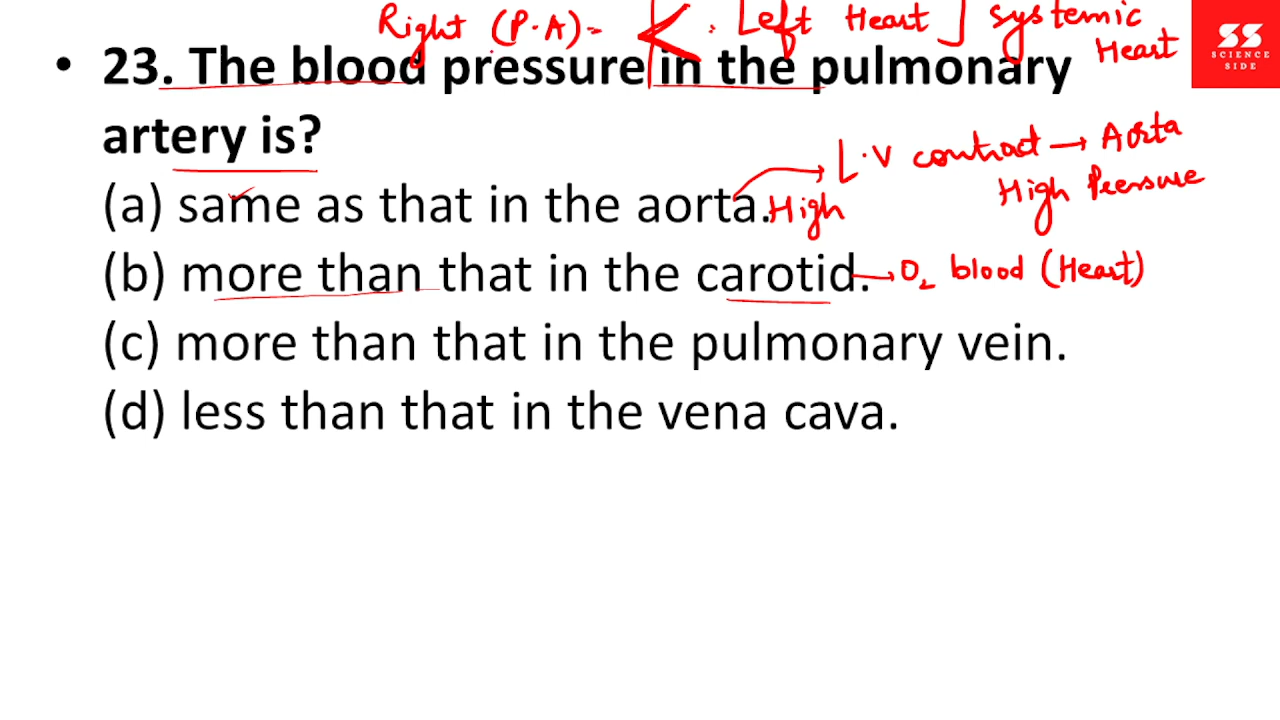 Right (P.A)= < : Left Heart ] systemic
Heart
SS
SCIENCE
SIDE
• 23. The blood pressure in the pulmonary
artery is?
L.V contract → Aorta
High Peersure
(a) same as that in the aorta. High
(b) more than that in the carotid. → O₂ blood (Heart)
(c) more than that in the pulmonary vein.
(d) less than that in the vena cava.